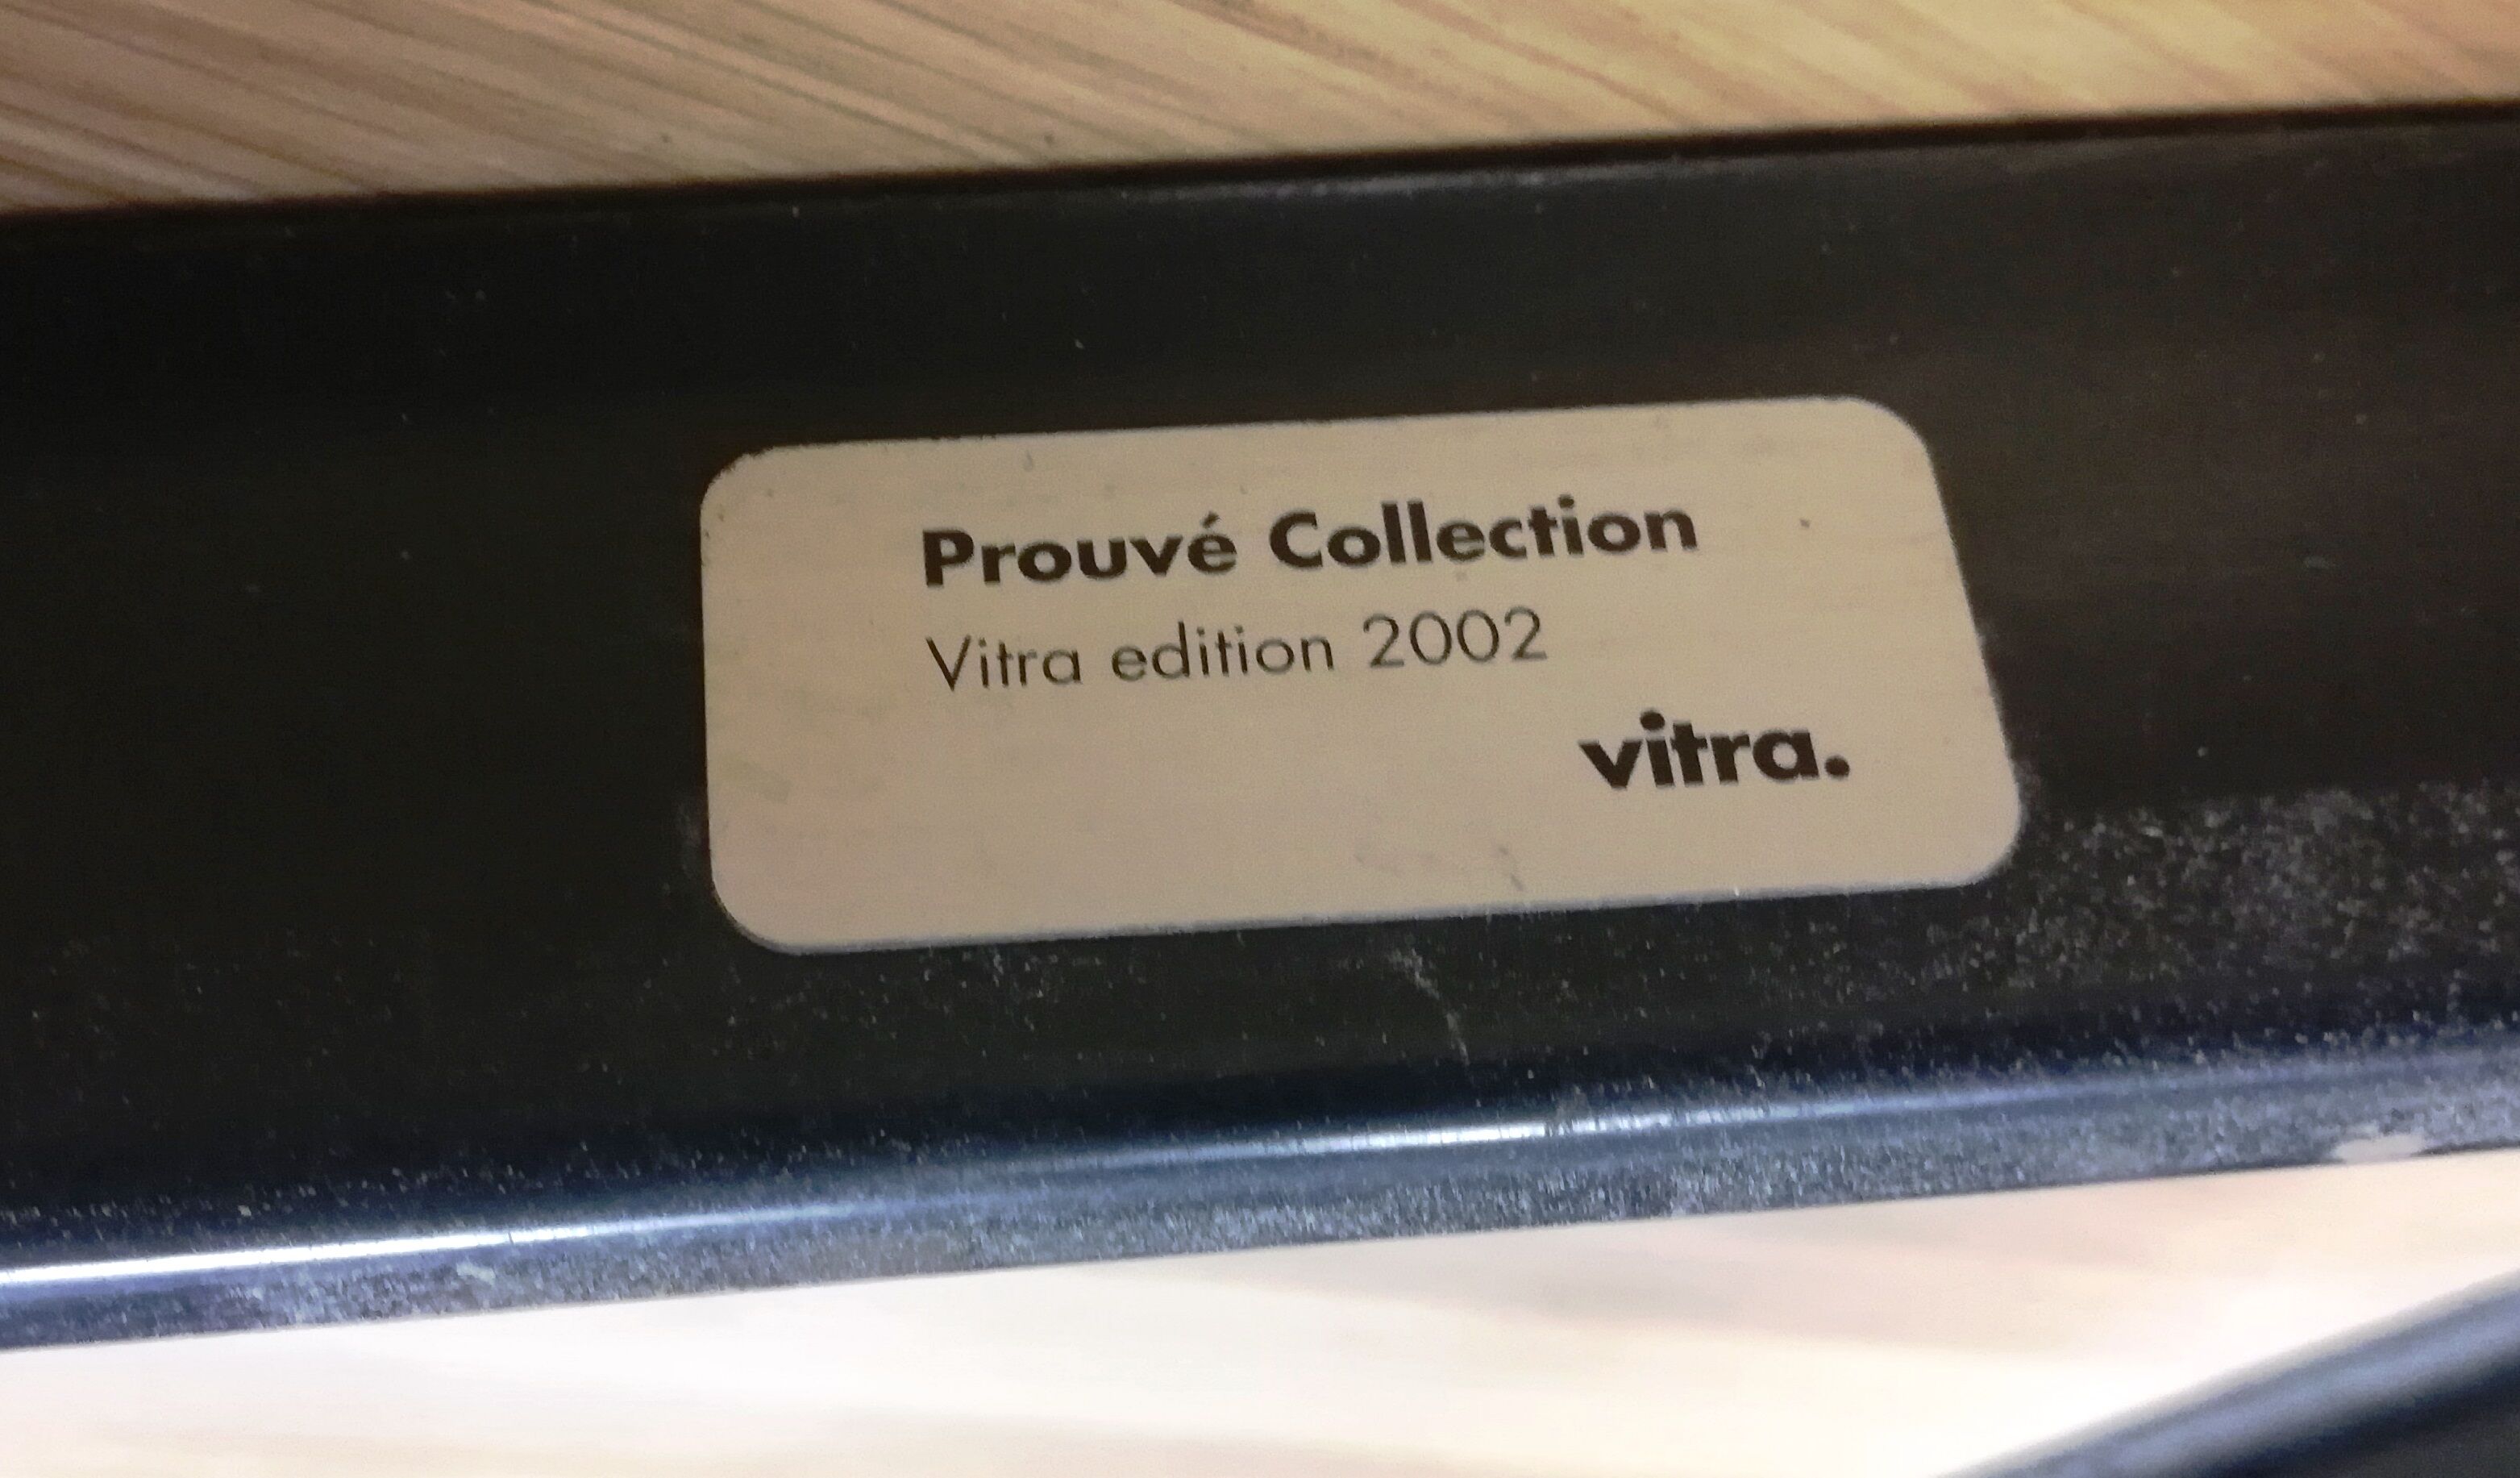 Prouvé Collection
Vitra edition 2002
vitra.